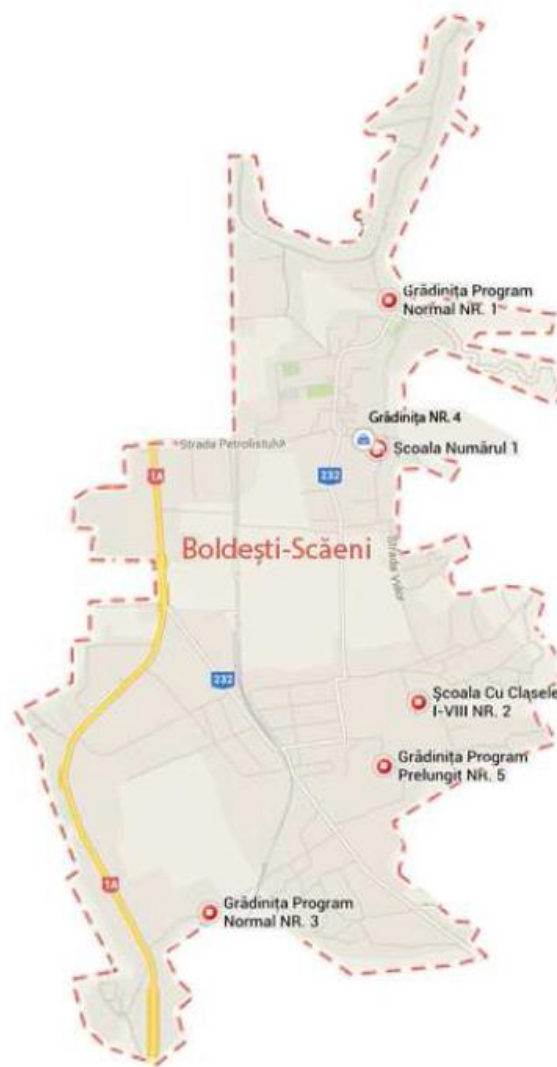 Grădinița Program
Normal NR. 1
Grădinița NR. 4
Școala Numărul 1
Strada Petrolistului
1A
232
Boldești-Scăeni
Strada Viilor
232
Școala Cu Clasele
I-VIII NR. 2
Grădinița Program
Prelungit NR. 5
1A
Grădinița Program
Normal NR. 3